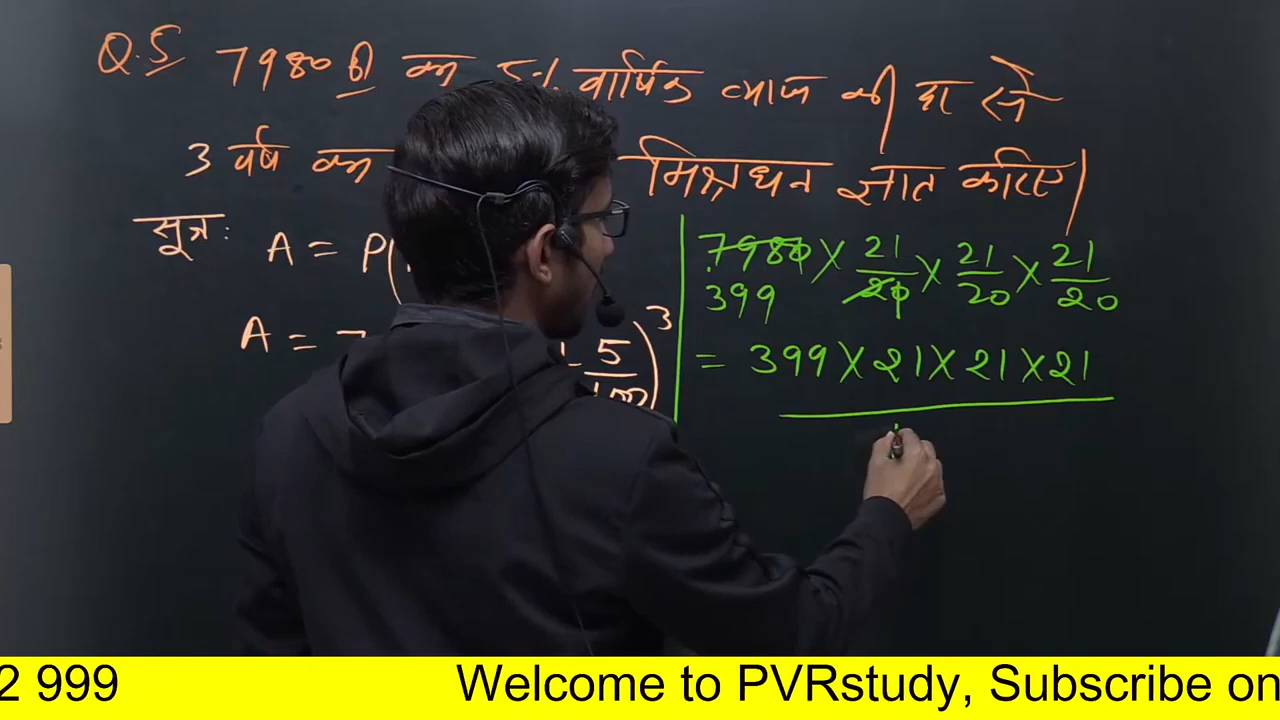 Q.5 7980 रु का 5% वार्षिक ब्याज की दर से
3 वर्ष का मिश्रधन ज्ञात करिए।
सूत्र:
A = P(
A = 7 5/100)³
7980 × 21/20 × 21/20 × 21/20
399
= 399 × 21 × 21 × 21
2 999 Welcome to PVRstudy, Subscribe on